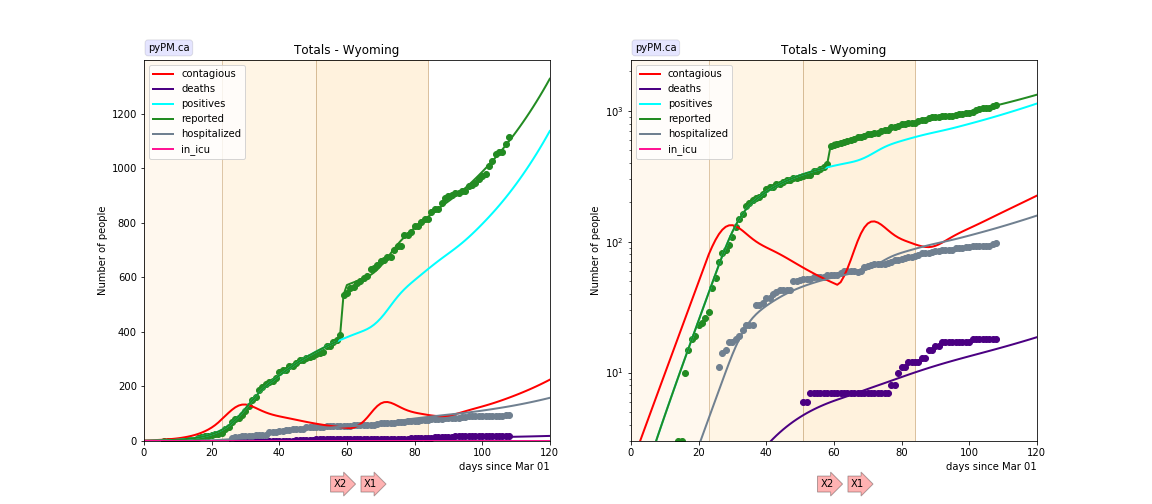 pyPM.ca
Totals - Wyoming
contagious
deaths
positives
reported
hospitalized
in_icu
Number of people
1200
1000
800
600
400
200
0
0 20 40 60 80 100 120
days since Mar 01
X2 X1
pyPM.ca
Totals - Wyoming
contagious
deaths
positives
reported
hospitalized
in_icu
Number of people
10³
10²
10¹
0 20 40 60 80 100 120
days since Mar 01
X2 X1